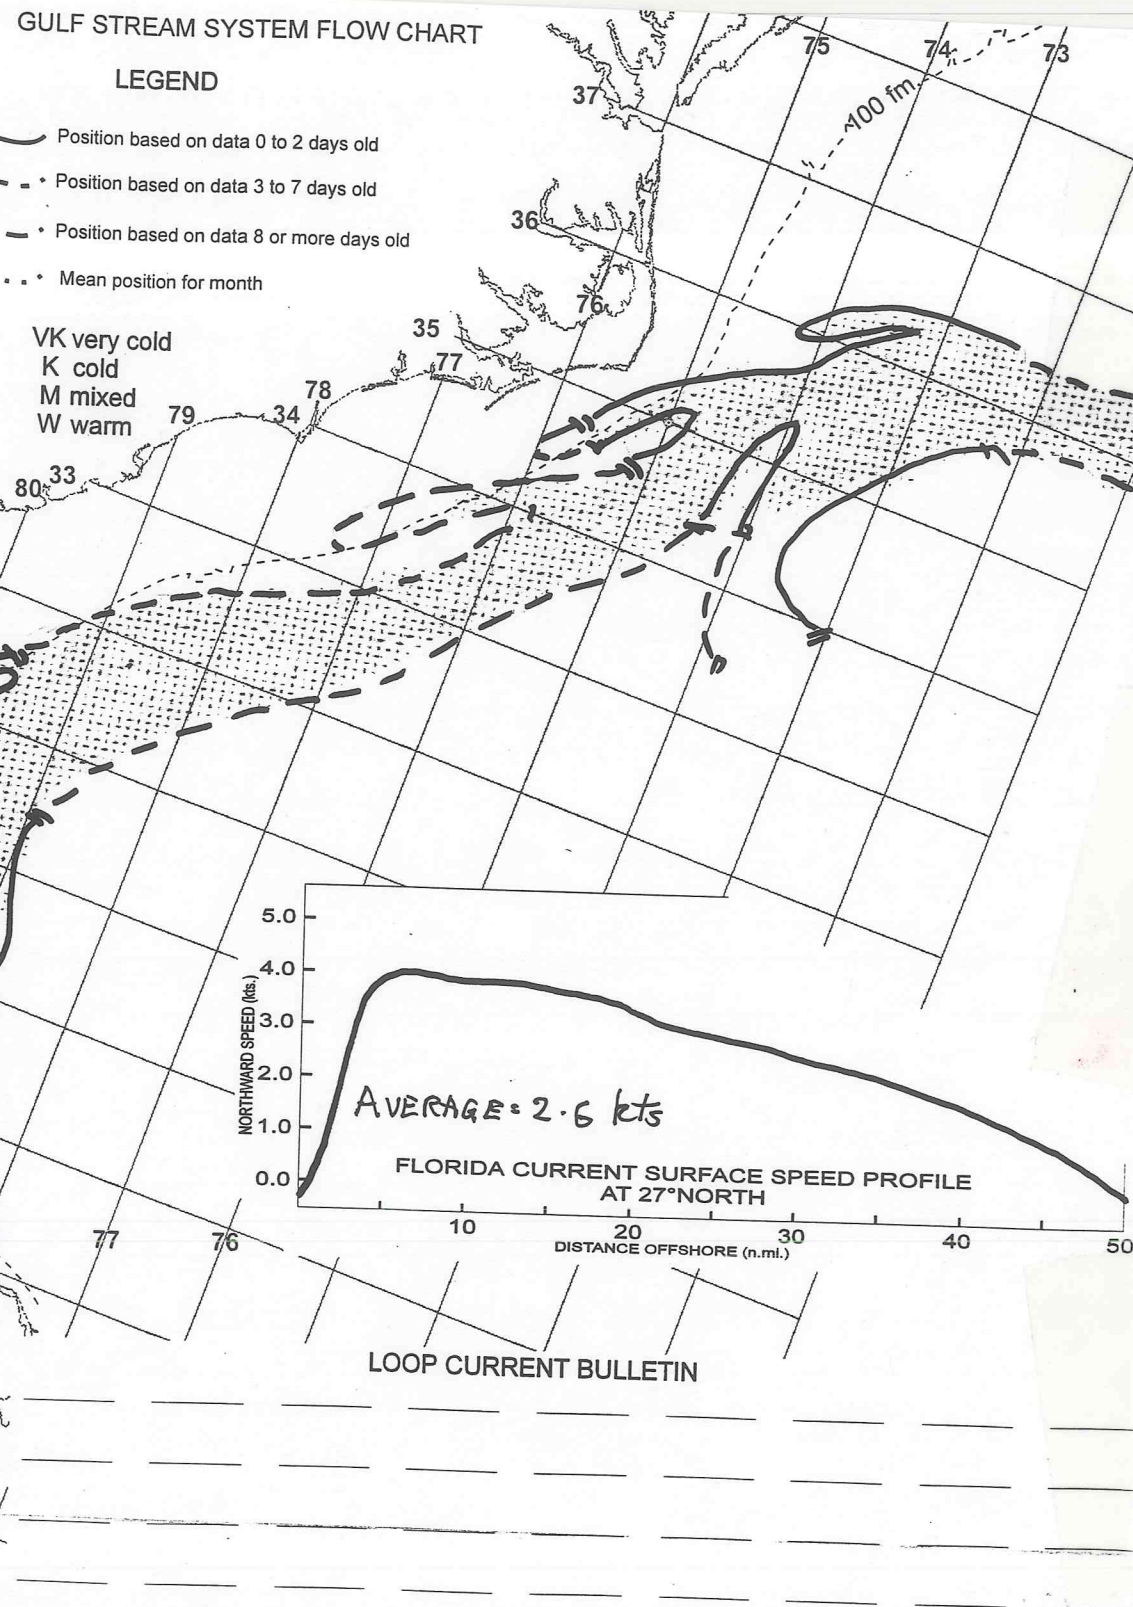 GULF STREAM SYSTEM FLOW CHART
LEGEND
Position based on data 0 to 2 days old
Position based on data 3 to 7 days old
Position based on data 8 or more days old
Mean position for month
VK very cold
K cold
M mixed
W warm
75
74
73
37
~100 fm.
36
76
35
77
78
34
79
33
80
5.0
4.0
3.0
2.0
1.0
0.0
NORTHWARD SPEED (kts.)
AVERAGE= 2.6 kts
FLORIDA CURRENT SURFACE SPEED PROFILE
AT 27°NORTH
10
20
30
40
50
DISTANCE OFFSHORE (n.mi.)
77
76
LOOP CURRENT BULLETIN